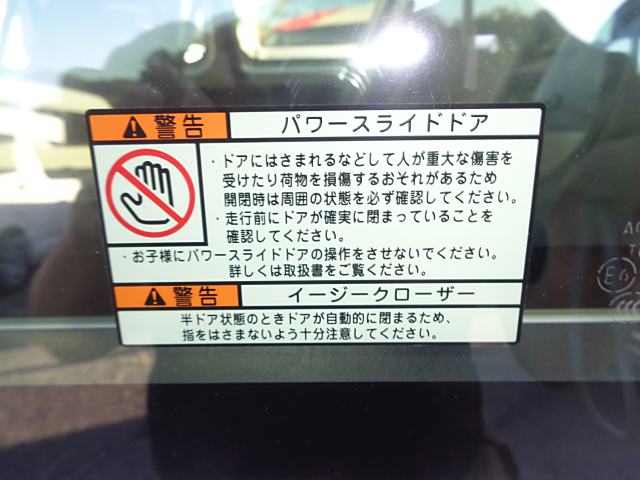 警告 パワースライドドア
・ドアにはさまれるなどして人が重大な傷害を
受けたり荷物を損傷するおそれがあるため
開閉時は周囲の状態を必ず確認してください。
・走行前にドアが確実に閉まっていることを
確認してください。
・お子様にパワースライドドアの操作をさせないでください。
詳しくは取扱書をご覧ください。
警告 イージークローザー
半ドア状態のときドアが自動的に閉まるため、
指をはさまないよう十分注意してください。